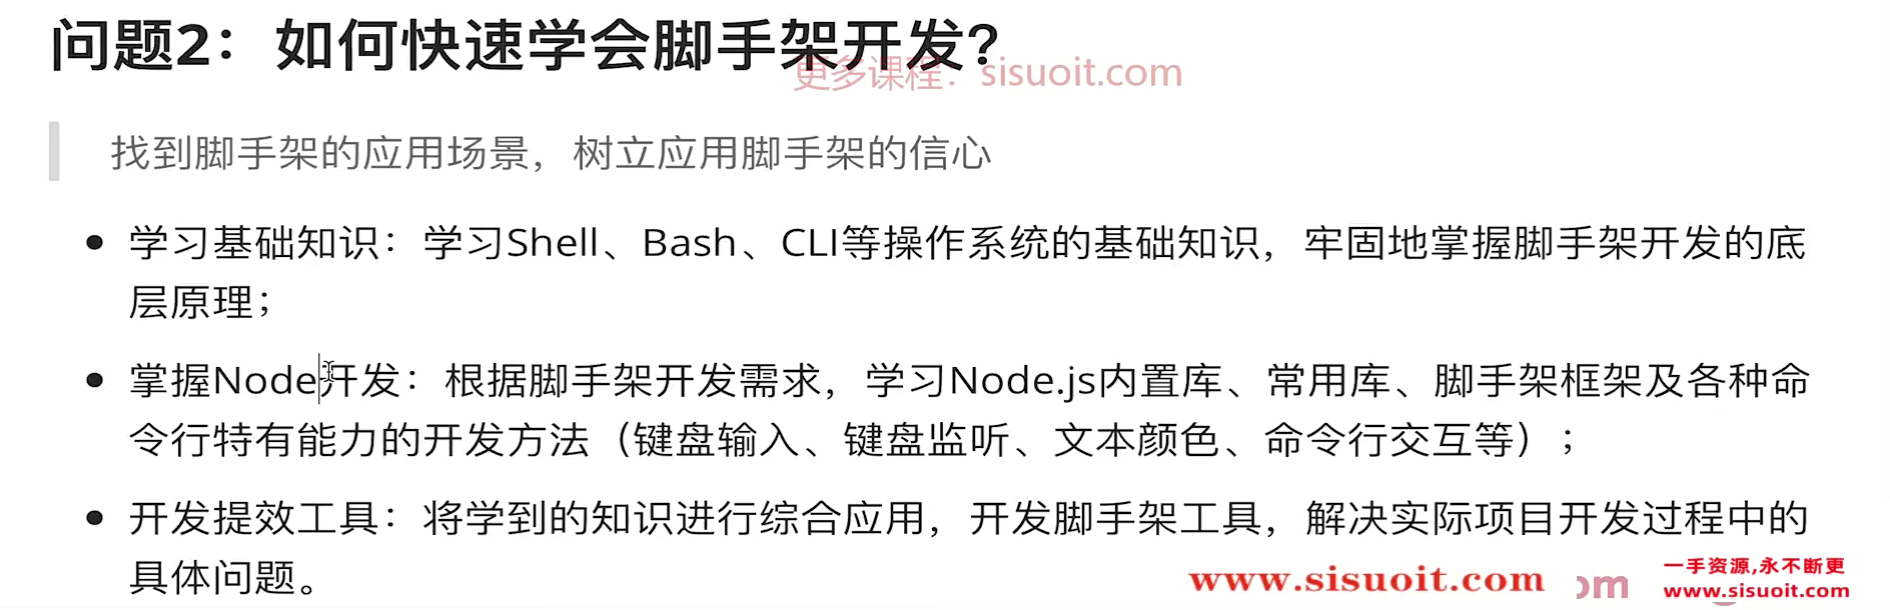 问题2：如何快速学会脚手架开发?
更多课程：sisuoit.com
找到脚手架的应用场景，树立应用脚手架的信心
学习基础知识：学习Shell、Bash、CLI等操作系统的基础知识，牢固地掌握脚手架开发的底
层原理；
掌握Node开发：根据脚手架开发需求，学习Node.js内置库、常用库、脚手架框架及各种命
令行特有能力的开发方法（键盘输入、键盘监听、文本颜色、命令行交互等）；
开发提效工具：将学到的知识进行综合应用，开发脚手架工具，解决实际项目开发过程中的
具体问题。
www.sisuoit.com
om
一手资源,永不断更
www.sisuoit.com